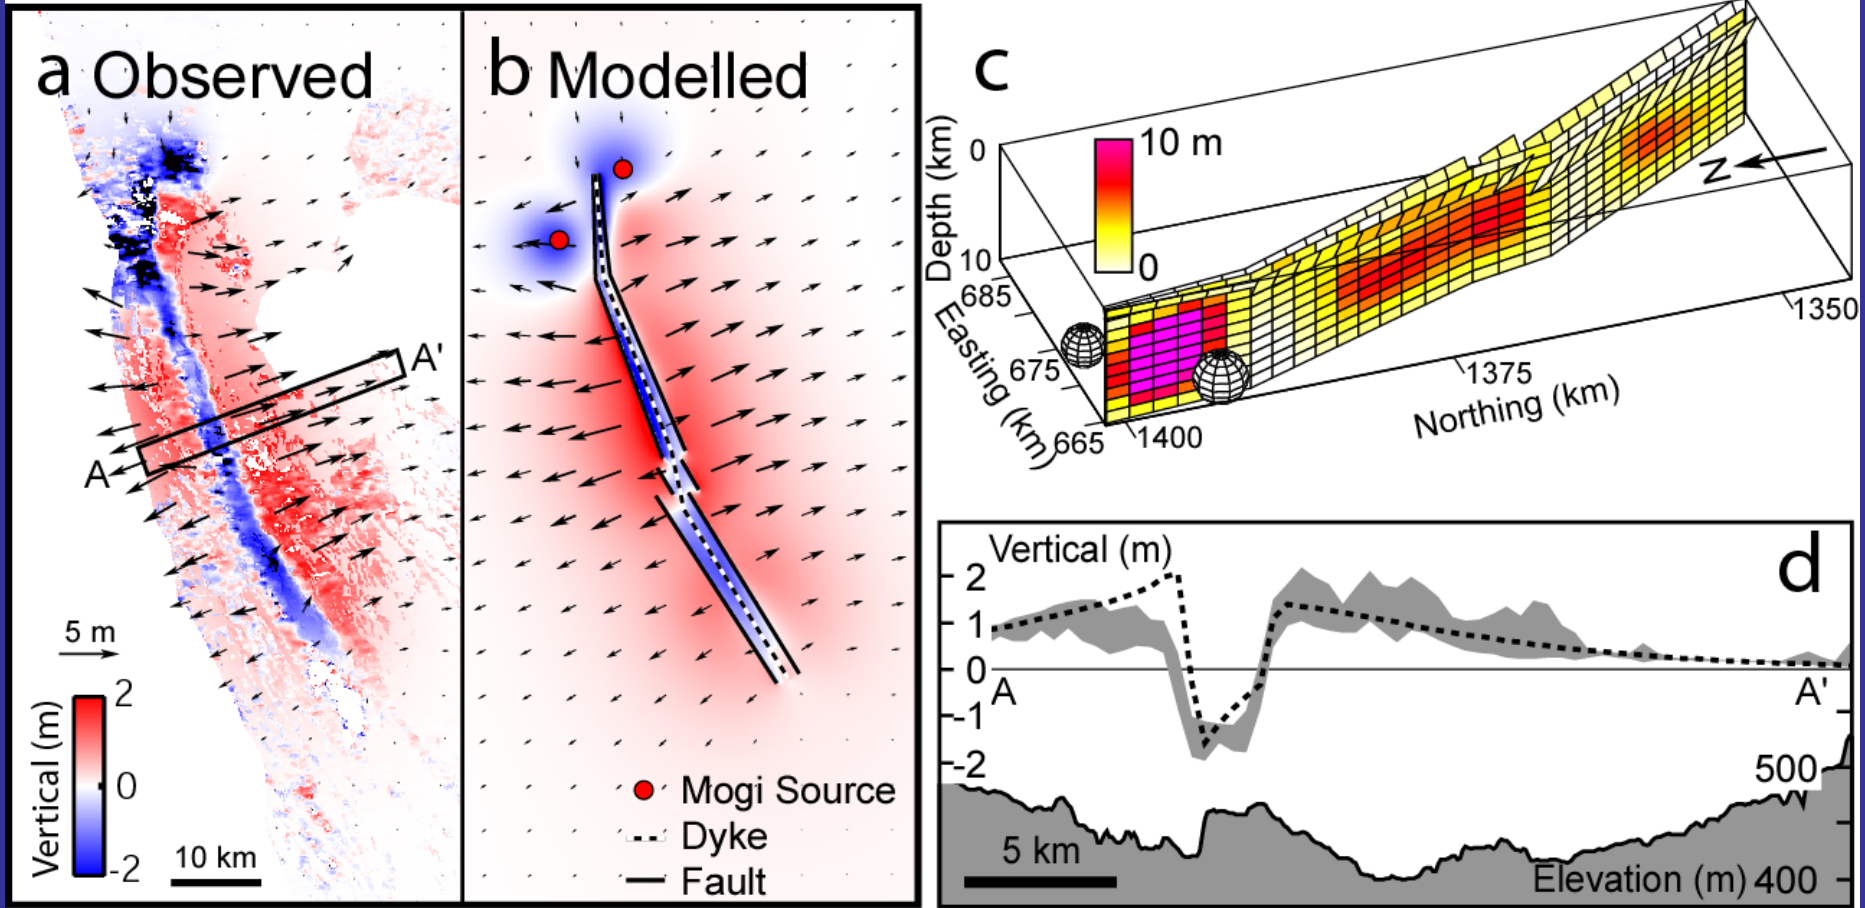 a Observed
A'
A
5 m
Vertical (m)
2
0
-2
10 km
b Modelled
Mogi Source
Dyke
Fault
c
Depth (km)
0
10
10 m
0
N
685
675
665
Easting (km)
1400
1375
1350
Northing (km)
d
Vertical (m)
2
1
0
-1
-2
A
A'
500
5 km
Elevation (m) 400